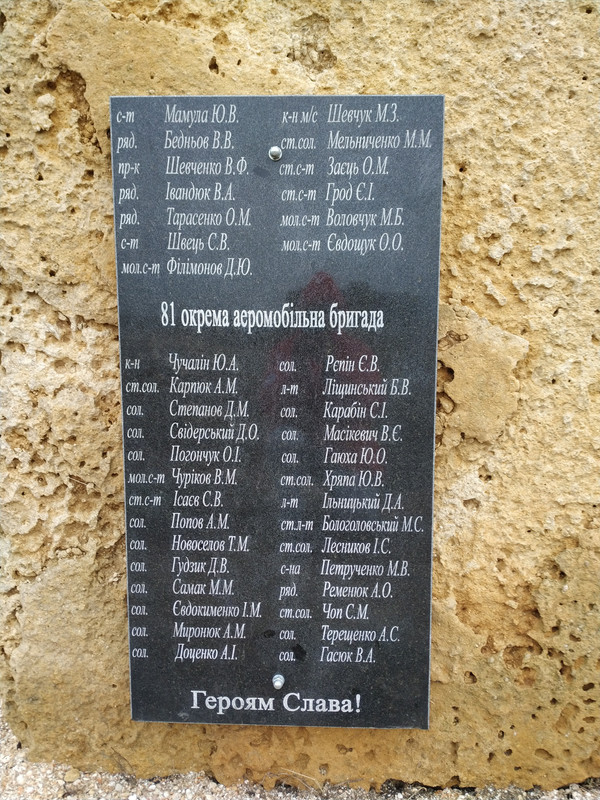 с-т Мамула Ю.В. к-н м/с Шевчук М.З.
ряд. Бедньов В.В. ст.сол. Мельниченко М.М.
пр-к Шевченко В.Ф. ст.с-т Заєць О.М.
ряд. Івандюк В.А. ст.с-т Грод Є.І.
ряд. Тарасенко О.М. мол.с-т Воловчук М.Б.
с-т Швець С.В. мол.с-т Євдощук О.О.
мол.с-т Філімонов Д.Ю.
81 окрема аеромобільна бригада
к-н Чучалін Ю.А. сол. Репін Є.В.
ст.сол. Карпюк А.М. л-т Ліщинський Б.В.
сол. Степанов Д.М. сол. Карабін С.І.
сол. Свідерський Д.О. сол. Масікевич В.Є.
сол. Погончук О.І. сол. Гаюха Ю.О.
мол.с-т Чуріков В.М. ст.сол. Хряпа Ю.В.
ст.с-т Ісаєв С.В. л-т Ільницький Д.А.
сол. Попов А.М. ст.л-т Бологоловський М.С.
сол. Новоселов Т.М. ст.сол. Лесников І.С.
сол. Гудзик Д.В. с-на Петрученко М.В.
сол. Самак М.М. ряд. Ременюк А.О.
сол. Євдокименко І.М. ст.сол. Чоп С.М.
сол. Миронюк А.М. сол. Терещенко А.С.
сол. Доценко А.І. сол. Гасюк В.А.
Героям Слава!